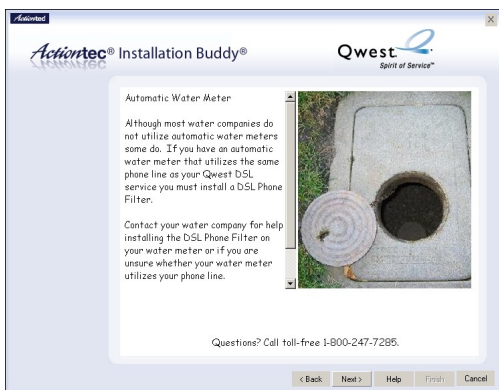 Actiontec
Actiontec® Installation Buddy®
Qwest
Spirit of Service™
Automatic Water Meter
Although most water companies do
not utilize automatic water meters
some do. If you have an automatic
water meter that utilizes the same
phone line as your Qwest DSL
service you must install a DSL Phone
Filter.
Contact your water company for help
installing the DSL Phone Filter on
your water meter or if you are
unsure whether your water meter
utilizes your phone line.
Questions? Call toll-free 1-800-247-7285.
< Back Next > Help Finish Cancel